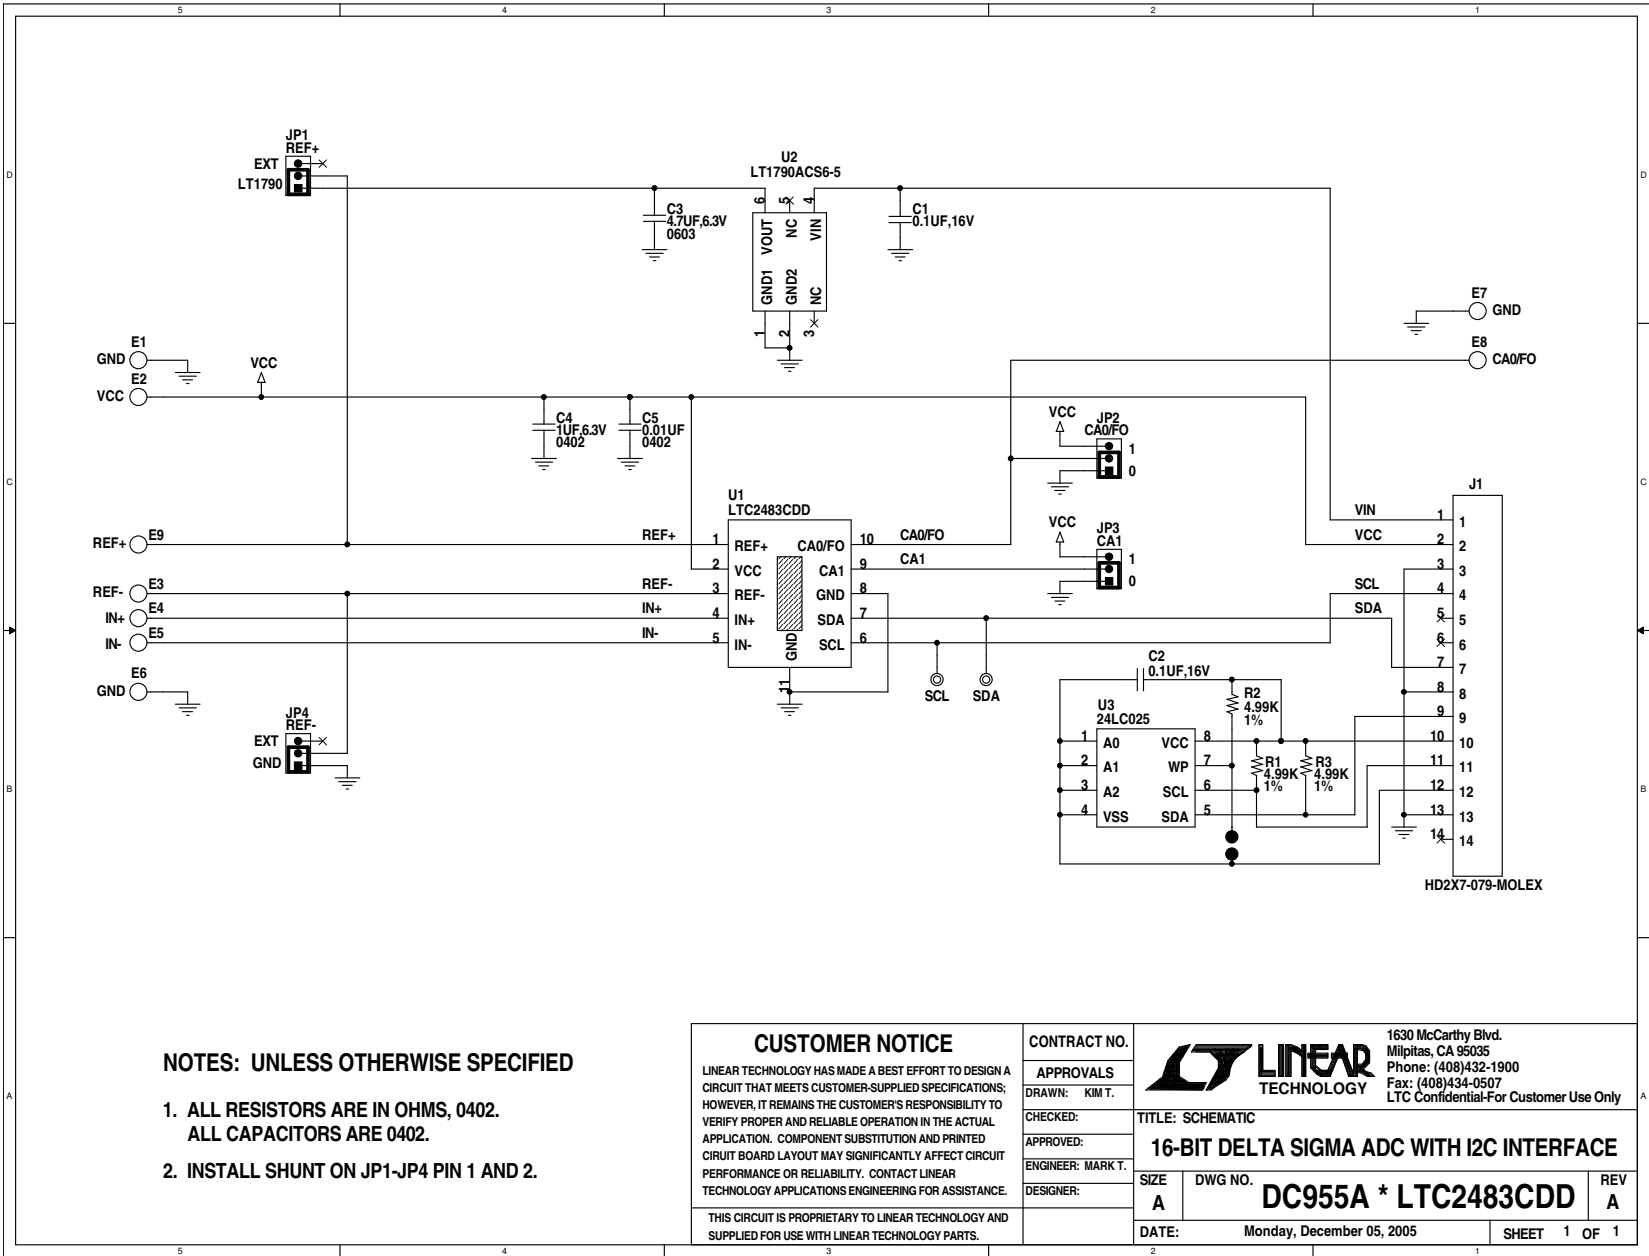 5 4 3 2 1
D D
C C
B B
A A
JP1
REF+
EXT
LT1790
C3
4.7UF,6.3V
0603
U2
LT1790ACS6-5
6 5 4
VOUT NC VIN
GND1 GND2 NC
1 2 3
C1
0.1UF,16V
E7
GND
E8
CA0/FO
E1
GND
E2
VCC
VCC
C4
1UF,6.3V
0402
C5
0.01UF
0402
VCC
JP2
CA0/FO
1
0
VCC
JP3
CA1
1
0
U1
LTC2483CDD
REF+ E9 REF+ 1 REF+ CA0/FO 10 CA0/FO
2 VCC CA1 9 CA1
REF- E3 REF- 3 REF- GND 8
IN+ E4 IN+ 4 IN+ SDA 7
IN- E5 IN- 5 IN- SCL 6
GND
11
E6
GND
JP4
REF-
EXT
GND
SCL SDA
C2
0.1UF,16V
R2
4.99K
1%
U3
24LC025
1 A0 VCC 8
2 A1 WP 7
3 A2 SCL 6
4 VSS SDA 5
R1
4.99K
1%
R3
4.99K
1%
J1
VIN 1 1
VCC 2 2
3 3
SCL 4 4
SDA 5 5
6 6
7 7
8 8
9 9
10 10
11 11
12 12
13 13
14 14
HD2X7-079-MOLEX
NOTES: UNLESS OTHERWISE SPECIFIED
1. ALL RESISTORS ARE IN OHMS, 0402.
ALL CAPACITORS ARE 0402.
2. INSTALL SHUNT ON JP1-JP4 PIN 1 AND 2.
CUSTOMER NOTICE
LINEAR TECHNOLOGY HAS MADE A BEST EFFORT TO DESIGN A
CIRCUIT THAT MEETS CUSTOMER-SUPPLIED SPECIFICATIONS;
HOWEVER, IT REMAINS THE CUSTOMER'S RESPONSIBILITY TO
VERIFY PROPER AND RELIABLE OPERATION IN THE ACTUAL
APPLICATION. COMPONENT SUBSTITUTION AND PRINTED
CIRUIT BOARD LAYOUT MAY SIGNIFICANTLY AFFECT CIRCUIT
PERFORMANCE OR RELIABILITY. CONTACT LINEAR
TECHNOLOGY APPLICATIONS ENGINEERING FOR ASSISTANCE.
THIS CIRCUIT IS PROPRIETARY TO LINEAR TECHNOLOGY AND
SUPPLIED FOR USE WITH LINEAR TECHNOLOGY PARTS.
CONTRACT NO.
APPROVALS
DRAWN: KIM T.
CHECKED:
APPROVED:
ENGINEER: MARK T.
DESIGNER:
LINEAR
TECHNOLOGY
1630 McCarthy Blvd.
Milpitas, CA 95035
Phone: (408)432-1900
Fax: (408)434-0507
LTC Confidential-For Customer Use Only
TITLE: SCHEMATIC
16-BIT DELTA SIGMA ADC WITH I2C INTERFACE
SIZE
A
DWG NO.
DC955A * LTC2483CDD
REV
A
DATE: Monday, December 05, 2005
SHEET 1 OF 1
5 4 3 2 1